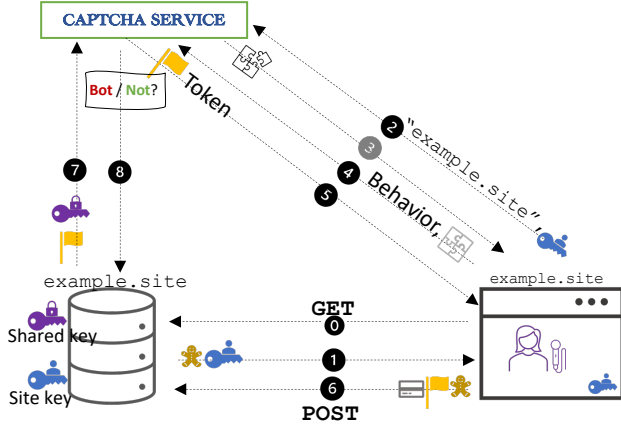 CAPTCHA SERVICE
Bot / Not?
Token
2
"example.site",
3
4
Behavior,
5
7
8
example.site
example.site
GET
0
Shared key
1
Site key
6
POST